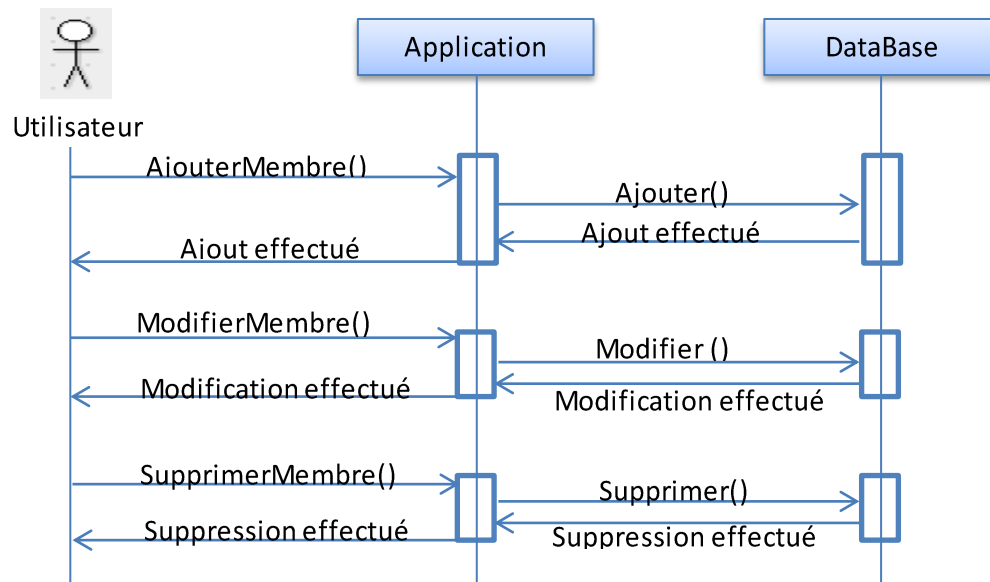 Application
DataBase
Utilisateur
AjouterMembre()
Ajouter()
Ajout effectué
Ajout effectué
ModifierMembre()
Modifier ()
Modification effectué
Modification effectué
SupprimerMembre()
Supprimer()
Suppression effectué
Suppression effectué